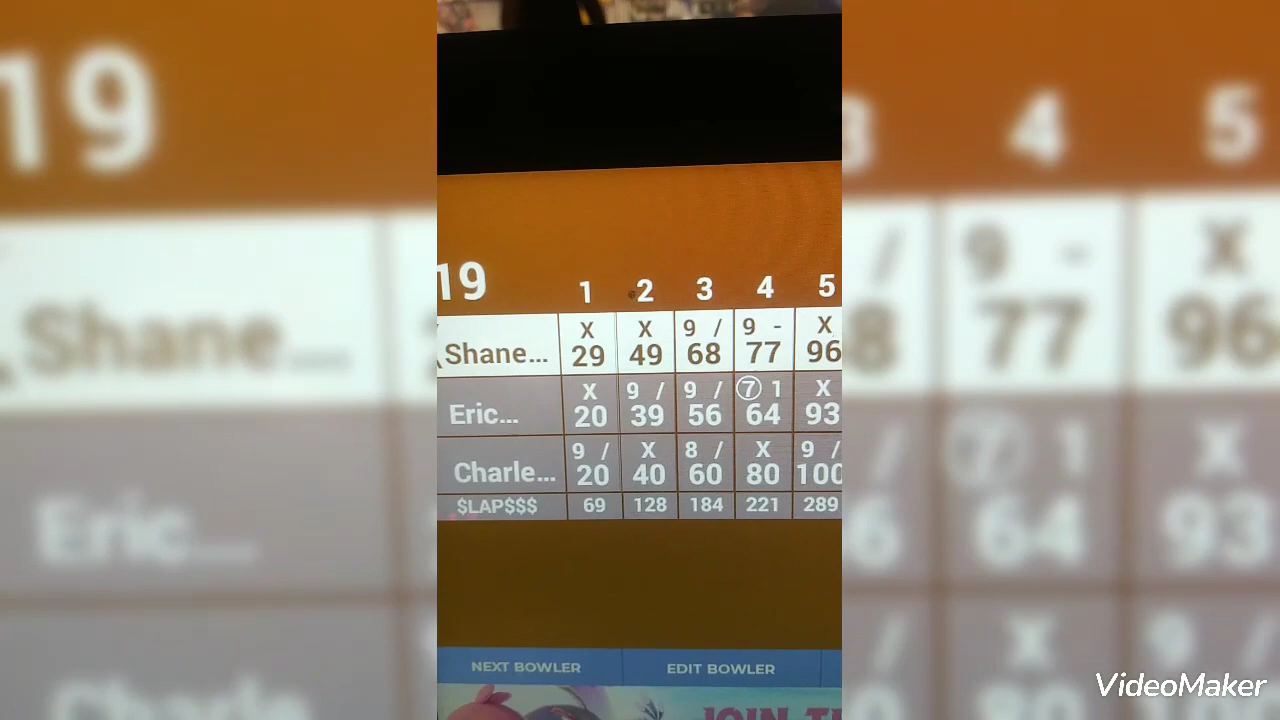 19 1 2 3 4 5
X X 9 / 9 - X
Shane... 29 49 68 77 96
X 9 / 9 / ⑦ 1 X
Eric... 20 39 56 64 93
9 / X 8 / X 9 /
Charle... 20 40 60 80 100
$LAP$$$ 69 128 184 221 289
NEXT BOWLER EDIT BOWLER
JOIN
VideoMaker